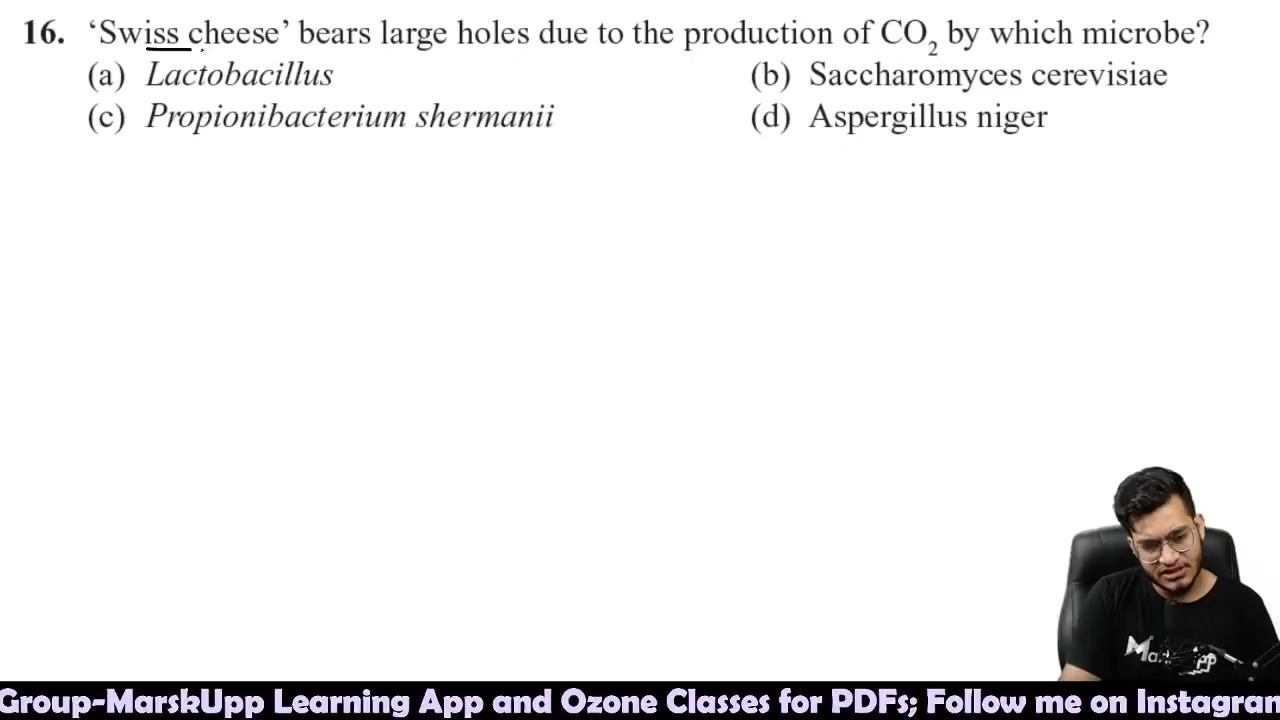 16. ‘Swiss cheese’ bears large holes due to the production of CO₂ by which microbe?
(a) Lactobacillus
(b) Saccharomyces cerevisiae
(c) Propionibacterium shermanii
(d) Aspergillus niger
Group-MarskUpp Learning App and Ozone Classes for PDFs; Follow me on Instagran